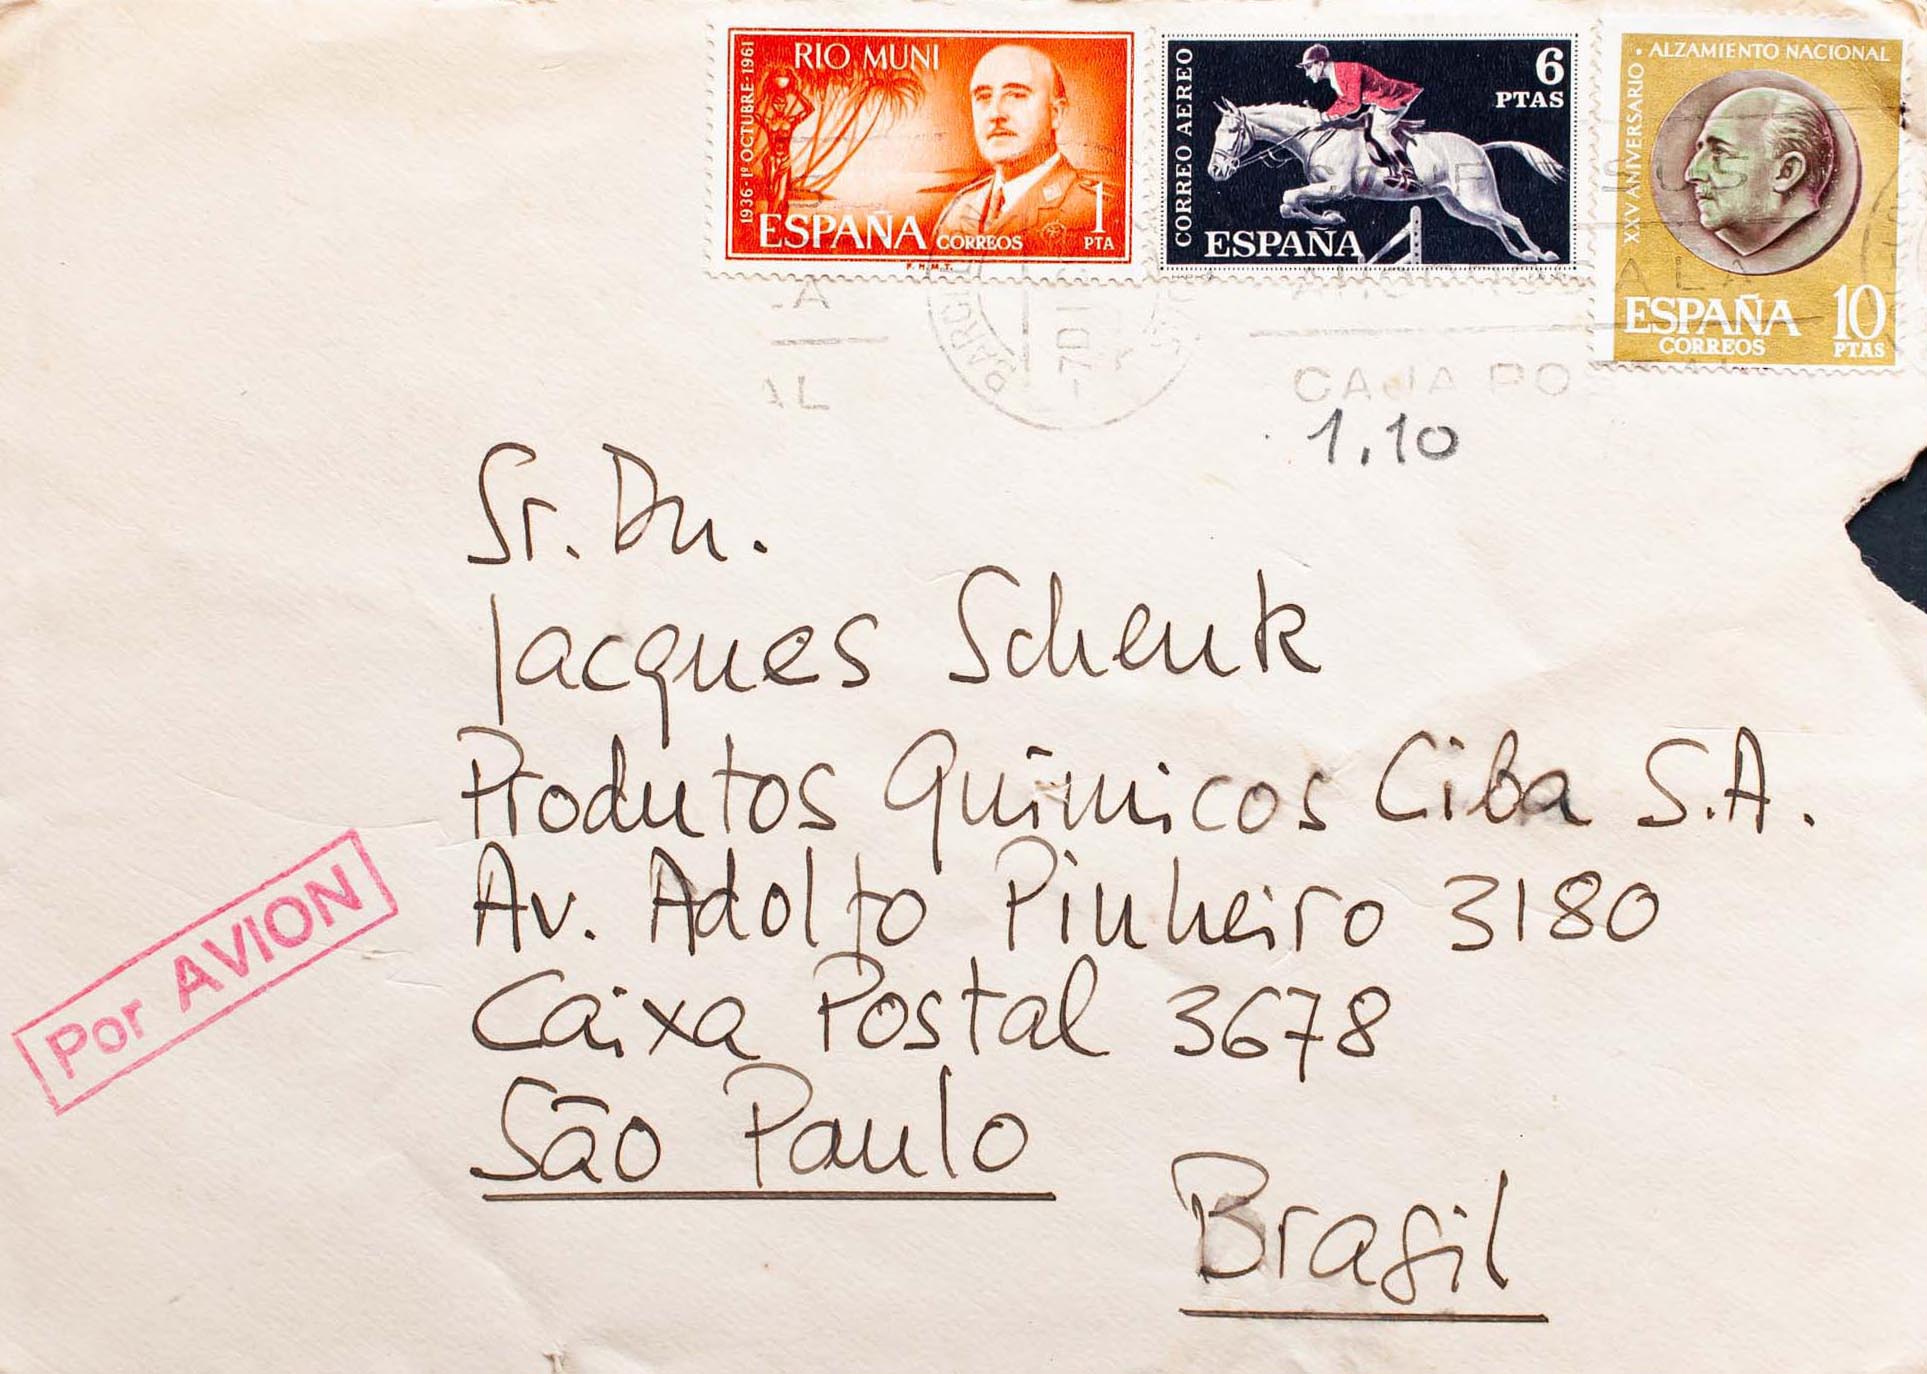 RIO MUNI
1936-1º OCTUBRE-1961
ESPAÑA CORREOS
1
PTA
F.N.M.T.
CORREO AEREO
6
PTAS
ESPAÑA
XXV ANIVERSARIO • ALZAMIENTO NACIONAL
ESPAÑA
CORREOS
10
PTAS
CAJA PO
1.10
Sr. Dn.
Jacques Schenk
Produtos Químicos Ciba S.A.
Av. Adolfo Pinheiro 3180
Caixa Postal 3678
São Paulo
Brasil
Por AVION